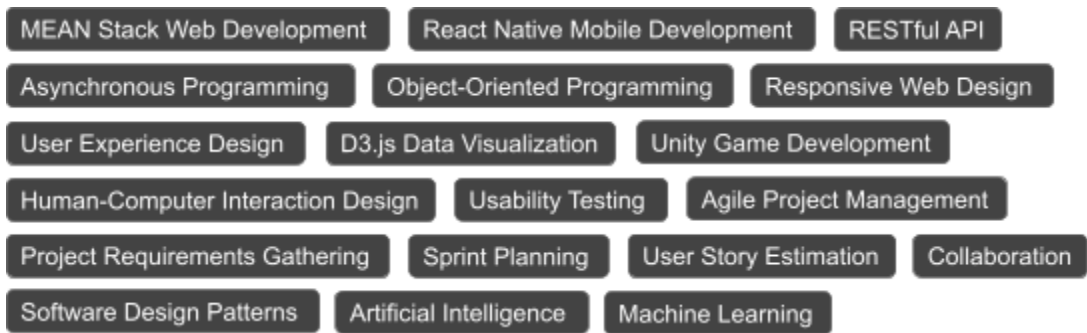 MEAN Stack Web Development React Native Mobile Development RESTful API
Asynchronous Programming Object-Oriented Programming Responsive Web Design
User Experience Design D3.js Data Visualization Unity Game Development
Human-Computer Interaction Design Usability Testing Agile Project Management
Project Requirements Gathering Sprint Planning User Story Estimation Collaboration
Software Design Patterns Artificial Intelligence Machine Learning